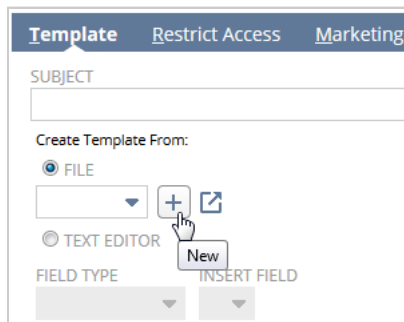 Template Restrict Access Marketing
SUBJECT
Create Template From:
FILE
TEXT EDITOR
New
FIELD TYPE INSERT FIELD